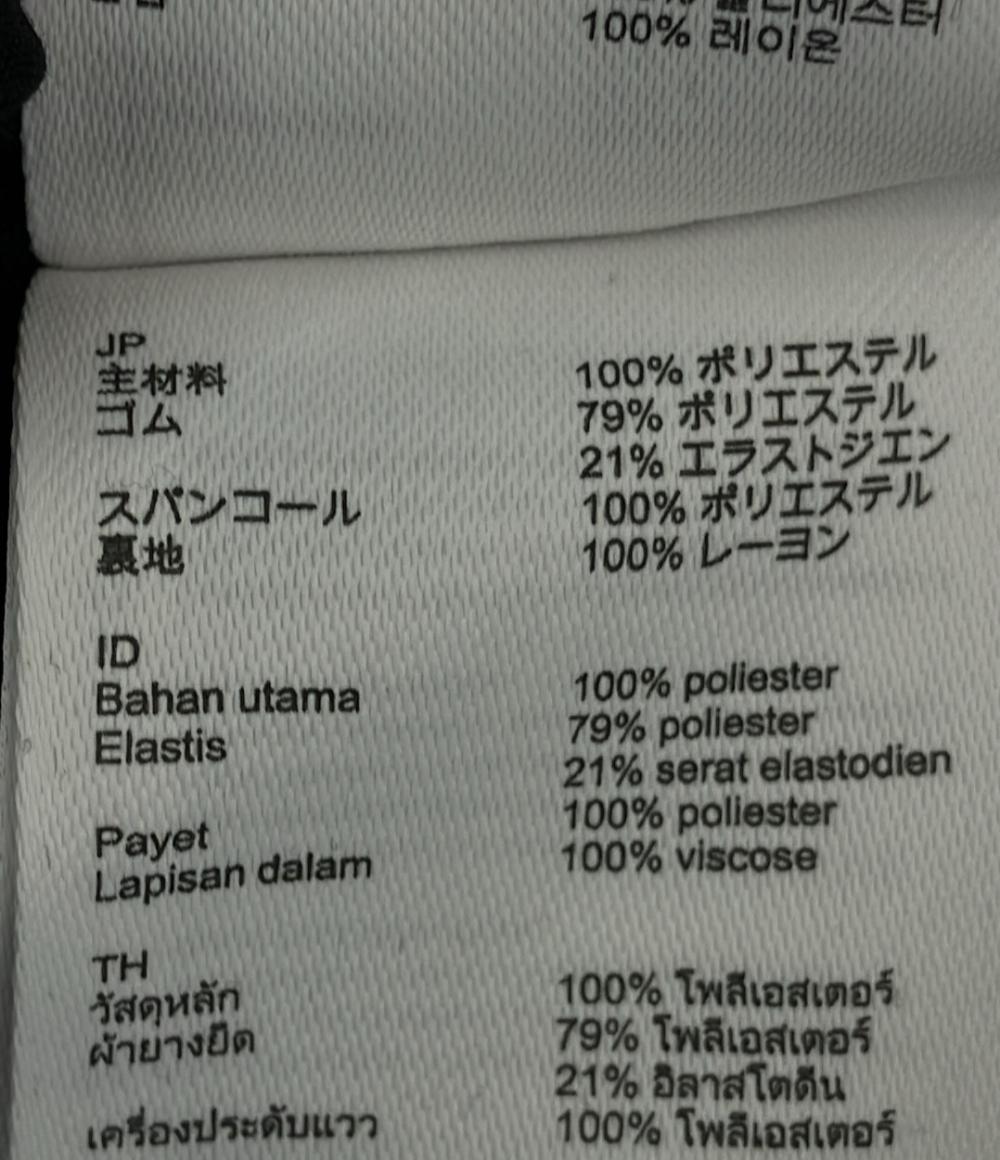 100% 레이온
JP
主材料 100% ポリエステル
ゴム 79% ポリエステル
21% エラストジエン
スパンコール 100% ポリエステル
裏地 100% レーヨン
ID
Bahan utama 100% poliester
Elastis 79% poliester
21% serat elastodien
Payet 100% poliester
Lapisan dalam 100% viscose
TH
วัสดุหลัก 100% โพลีเอสเตอร์
ผ้ายางยืด 79% โพลีเอสเตอร์
21% อิลาสโตดีน
เครื่องประดับแวว 100% โพลีเอสเตอร์